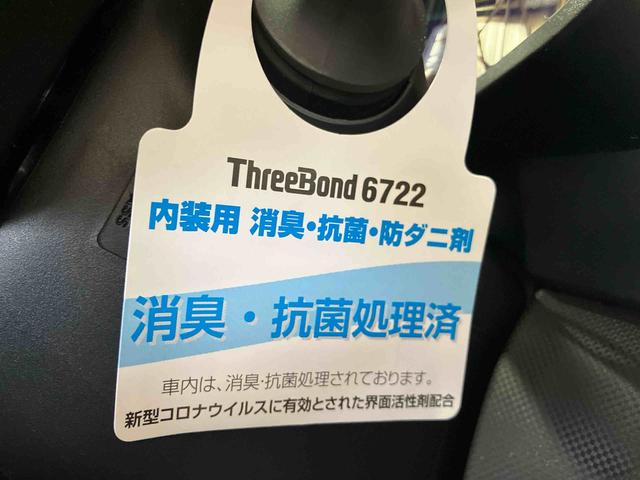 ThreeBond 6722
内装用 消臭・抗菌・防ダニ剤
消臭・抗菌処理済
車内は、消臭・抗菌処理されております。
新型コロナウイルスに有効とされた界面活性剤配合